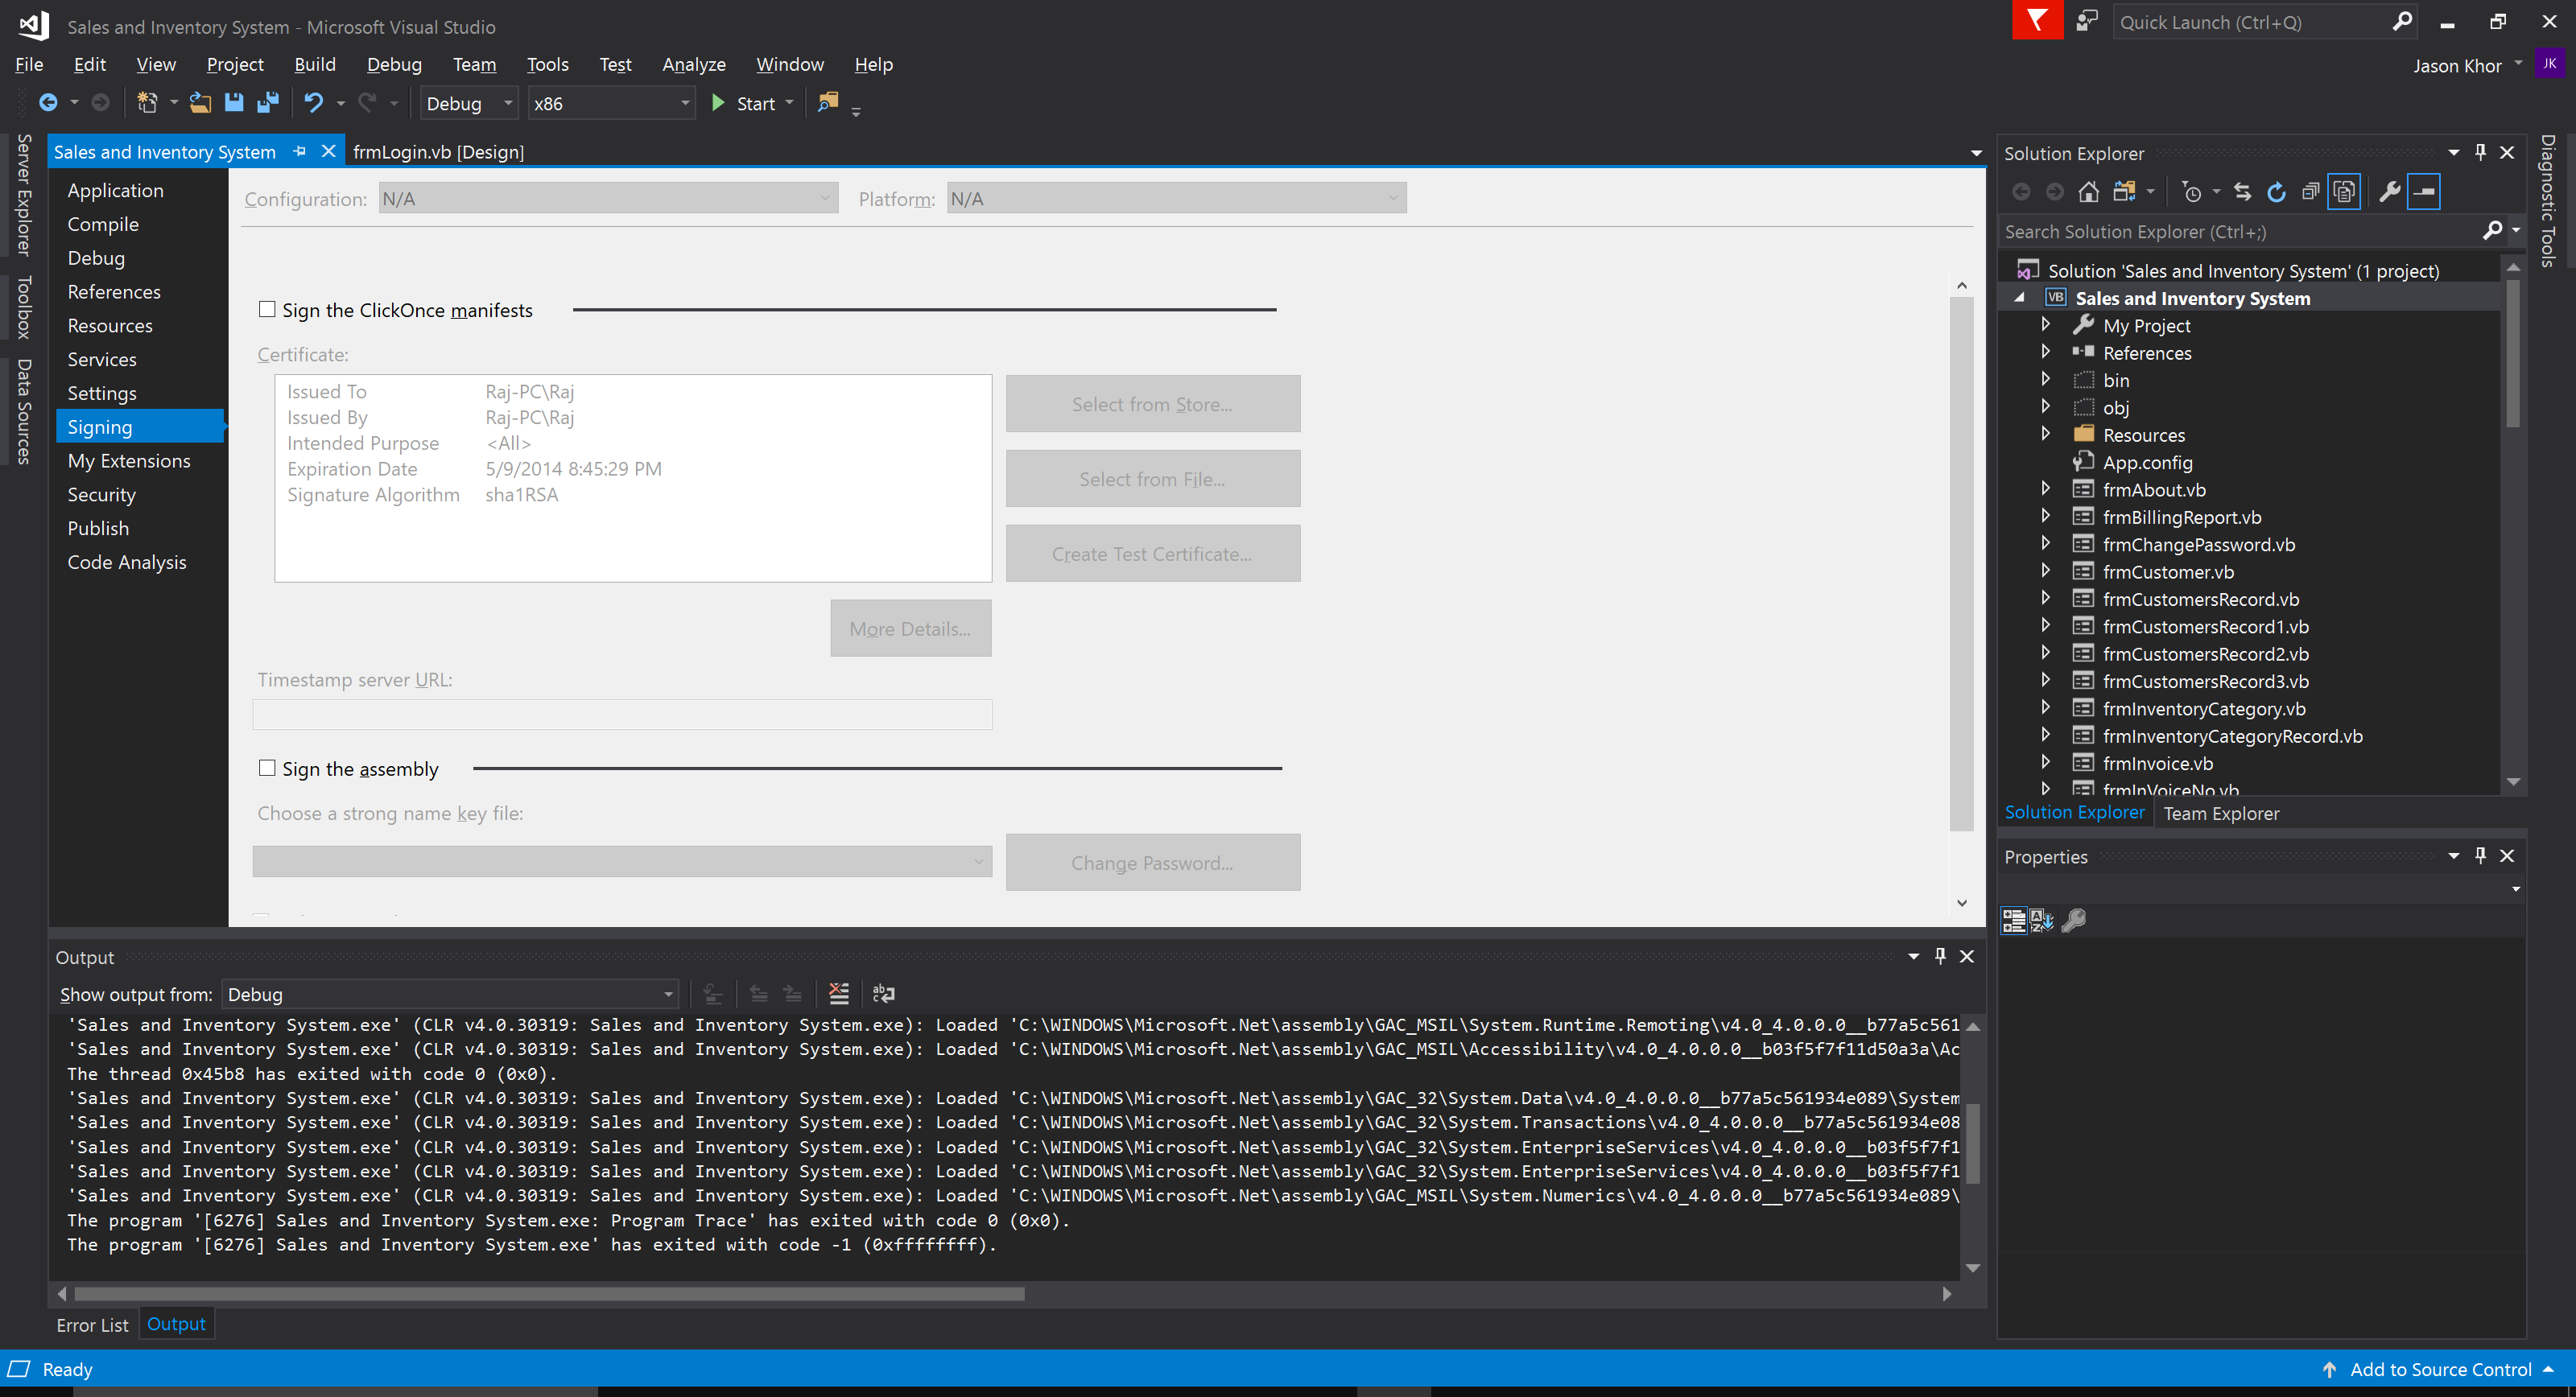 Sales and Inventory System - Microsoft Visual Studio
Quick Launch (Ctrl+Q)
File Edit View Project Build Debug Team Tools Test Analyze Window Help
Jason Khor JK
Debug x86 Start
Server Explorer
Toolbox
Data Sources
Sales and Inventory System frmLogin.vb [Design]
Application
Compile
Debug
References
Resources
Services
Settings
Signing
My Extensions
Security
Publish
Code Analysis
Configuration: N/A Platform: N/A
Sign the ClickOnce manifests
Certificate:
Issued To Raj-PC\Raj
Issued By Raj-PC\Raj
Intended Purpose <All>
Expiration Date 5/9/2014 8:45:29 PM
Signature Algorithm sha1RSA
Select from Store...
Select from File...
Create Test Certificate...
More Details...
Timestamp server URL:
Sign the assembly
Choose a strong name key file:
Change Password...
Output
Show output from: Debug
'Sales and Inventory System.exe' (CLR v4.0.30319: Sales and Inventory System.exe): Loaded 'C:\WINDOWS\Microsoft.Net\assembly\GAC_MSIL\System.Runtime.Remoting\v4.0_4.0.0.0__b77a5c561
'Sales and Inventory System.exe' (CLR v4.0.30319: Sales and Inventory System.exe): Loaded 'C:\WINDOWS\Microsoft.Net\assembly\GAC_MSIL\Accessibility\v4.0_4.0.0.0__b03f5f7f11d50a3a\Ac
The thread 0x45b8 has exited with code 0 (0x0).
'Sales and Inventory System.exe' (CLR v4.0.30319: Sales and Inventory System.exe): Loaded 'C:\WINDOWS\Microsoft.Net\assembly\GAC_32\System.Data\v4.0_4.0.0.0__b77a5c561934e089\System
'Sales and Inventory System.exe' (CLR v4.0.30319: Sales and Inventory System.exe): Loaded 'C:\WINDOWS\Microsoft.Net\assembly\GAC_32\System.Transactions\v4.0_4.0.0.0__b77a5c561934e08
'Sales and Inventory System.exe' (CLR v4.0.30319: Sales and Inventory System.exe): Loaded 'C:\WINDOWS\Microsoft.Net\assembly\GAC_32\System.EnterpriseServices\v4.0_4.0.0.0__b03f5f7f1
'Sales and Inventory System.exe' (CLR v4.0.30319: Sales and Inventory System.exe): Loaded 'C:\WINDOWS\Microsoft.Net\assembly\GAC_32\System.EnterpriseServices\v4.0_4.0.0.0__b03f5f7f1
'Sales and Inventory System.exe' (CLR v4.0.30319: Sales and Inventory System.exe): Loaded 'C:\WINDOWS\Microsoft.Net\assembly\GAC_MSIL\System.Numerics\v4.0_4.0.0.0__b77a5c561934e089\
The program '[6276] Sales and Inventory System.exe: Program Trace' has exited with code 0 (0x0).
The program '[6276] Sales and Inventory System.exe' has exited with code -1 (0xffffffff).
Error List Output
Solution Explorer
Search Solution Explorer (Ctrl+;)
Solution 'Sales and Inventory System' (1 project)
VB Sales and Inventory System
My Project
References
bin
obj
Resources
App.config
frmAbout.vb
frmBillingReport.vb
frmChangePassword.vb
frmCustomer.vb
frmCustomersRecord.vb
frmCustomersRecord1.vb
frmCustomersRecord2.vb
frmCustomersRecord3.vb
frmInventoryCategory.vb
frmInventoryCategoryRecord.vb
frmInvoice.vb
frmInVoiceNo.vb
Solution Explorer Team Explorer
Properties
Diagnostic Tools
Ready
Add to Source Control